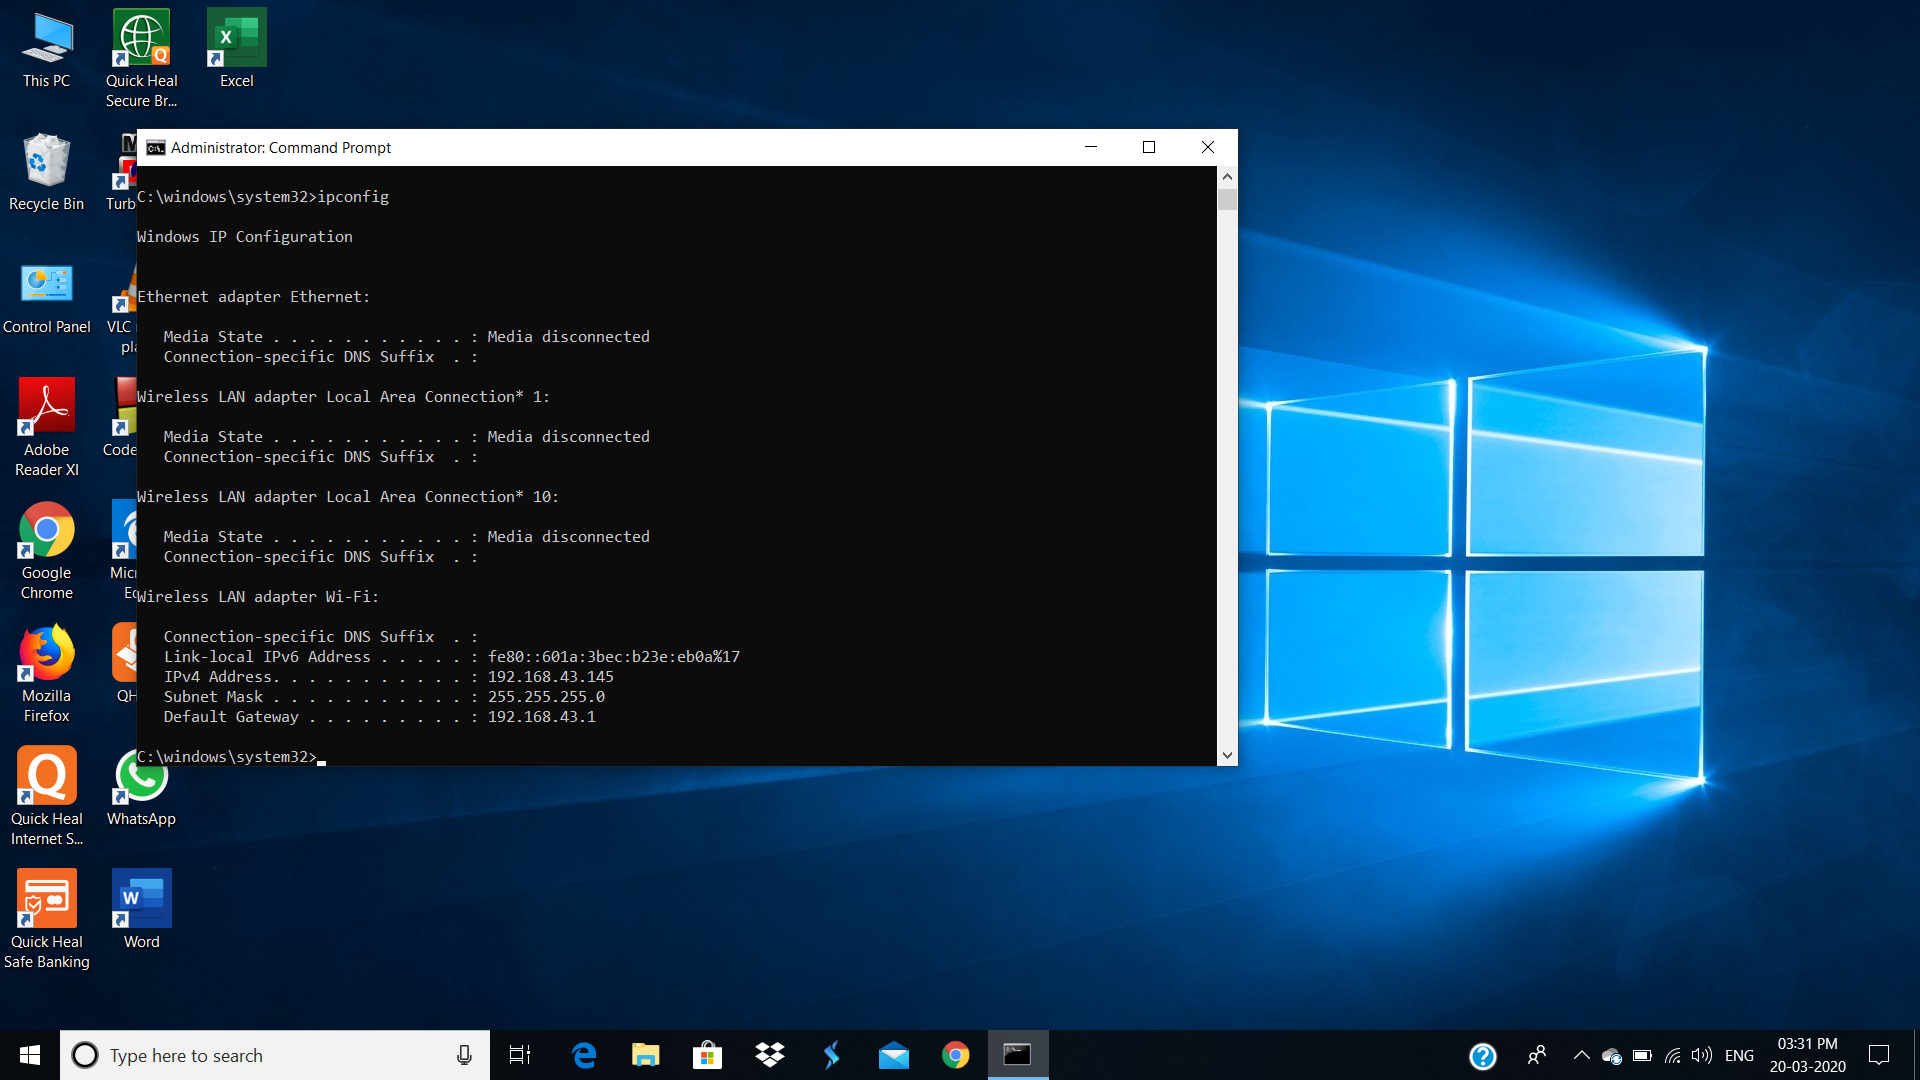 This PC
Quick Heal
Secure Br...
Excel
Recycle Bin
Turb
Control Panel
VLC
pla
Adobe
Reader XI
Code
Google
Chrome
Micr
Ed
Mozilla
Firefox
QH
Quick Heal
Internet S...
WhatsApp
Quick Heal
Safe Banking
Word
Administrator: Command Prompt
C:\windows\system32>ipconfig
Windows IP Configuration
Ethernet adapter Ethernet:
Media State . . . . . . . . . . . : Media disconnected
Connection-specific DNS Suffix  . :
Wireless LAN adapter Local Area Connection* 1:
Media State . . . . . . . . . . . : Media disconnected
Connection-specific DNS Suffix  . :
Wireless LAN adapter Local Area Connection* 10:
Media State . . . . . . . . . . . : Media disconnected
Connection-specific DNS Suffix  . :
Wireless LAN adapter Wi-Fi:
Connection-specific DNS Suffix  . :
Link-local IPv6 Address . . . . . : fe80::601a:3bec:b23e:eb0a%17
IPv4 Address. . . . . . . . . . . : 192.168.43.145
Subnet Mask . . . . . . . . . . . : 255.255.255.0
Default Gateway . . . . . . . . . : 192.168.43.1
C:\windows\system32>
Type here to search
ENG
03:31 PM
20-03-2020